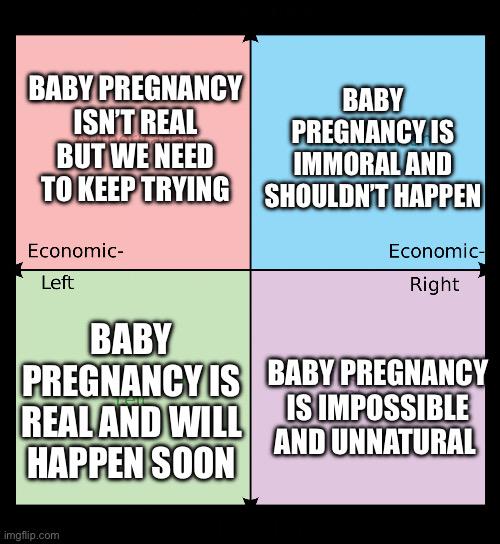 BABY PREGNANCY
ISN'T REAL
BUT WE NEED
TO KEEP TRYING
BABY
PREGNANCY IS
IMMORAL AND
SHOULDN'T HAPPEN
Economic-
Left
Economic-
Right
BABY
PREGNANCY IS
REAL AND WILL
HAPPEN SOON
BABY PREGNANCY
IS IMPOSSIBLE
AND UNNATURAL
imgflip.com